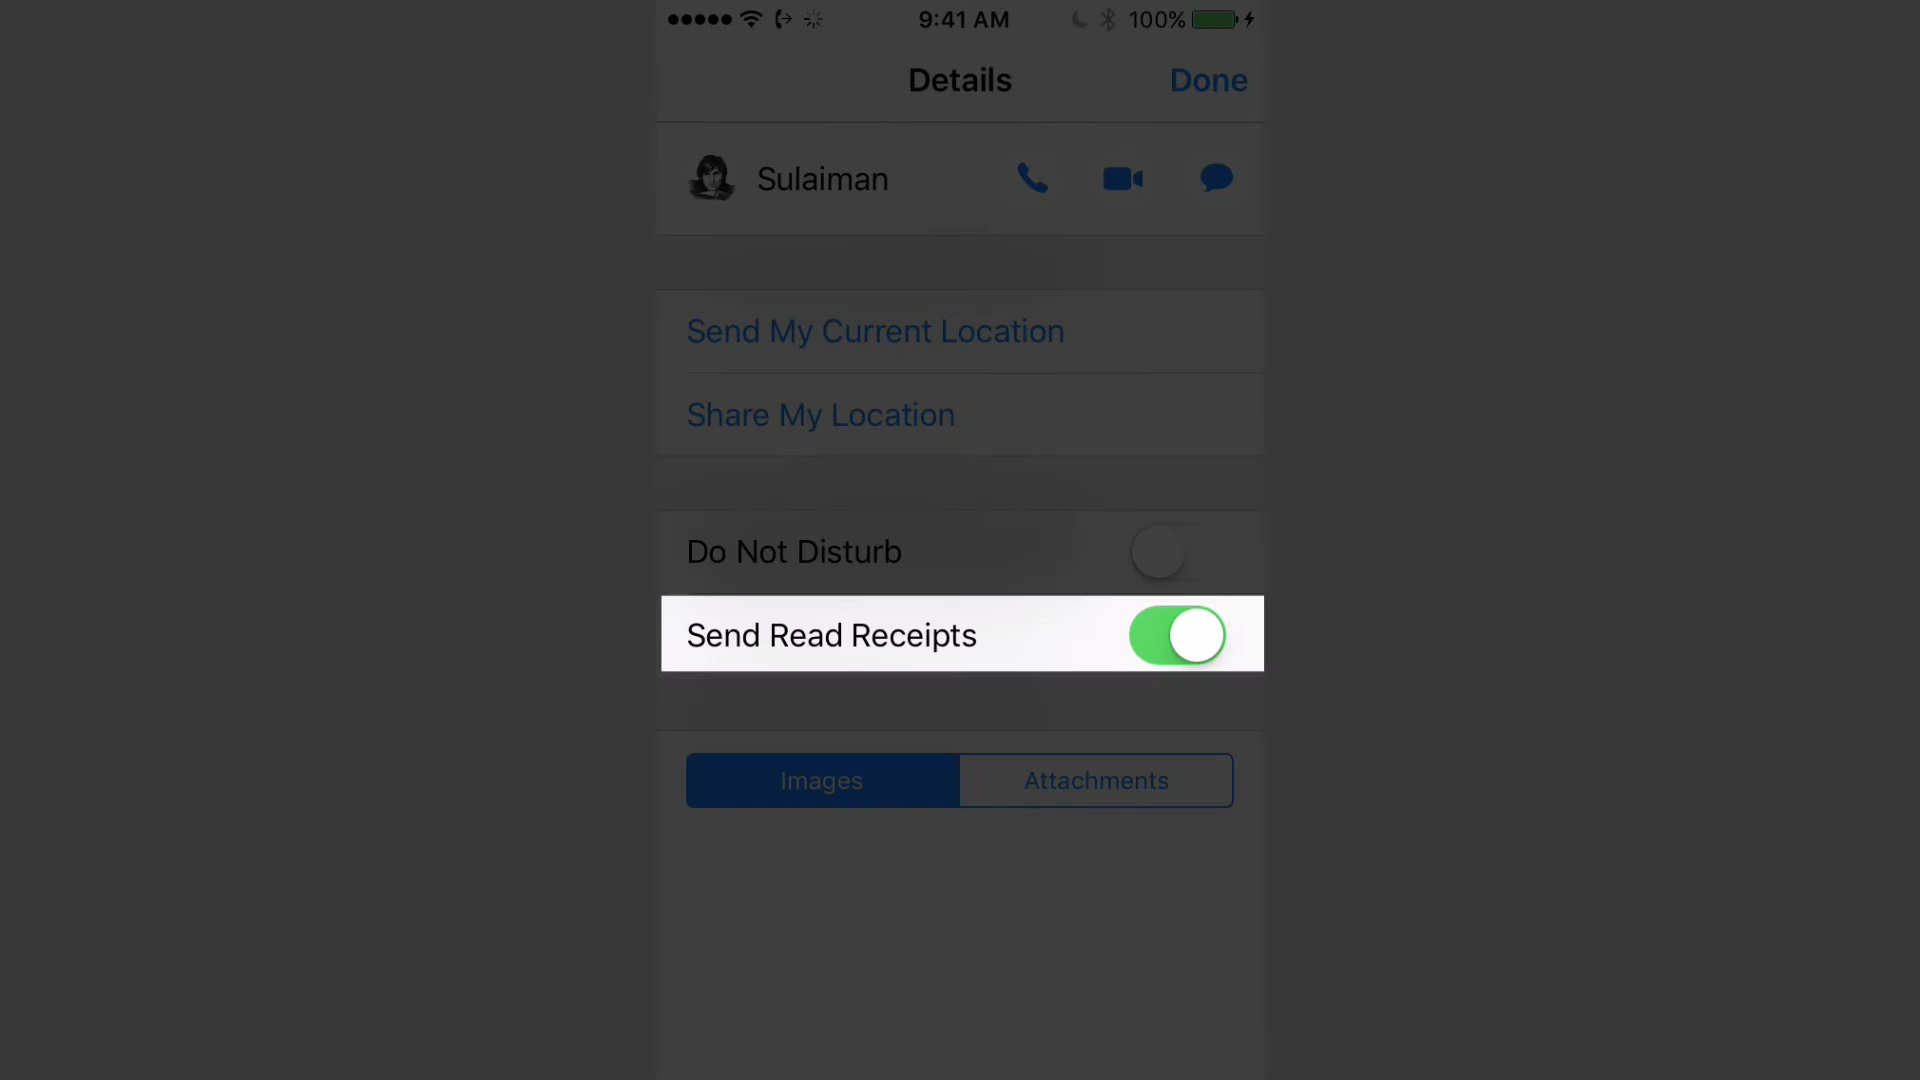 9:41 AM 100%
Details Done
Sulaiman
Send My Current Location
Share My Location
Do Not Disturb
Send Read Receipts
Images Attachments